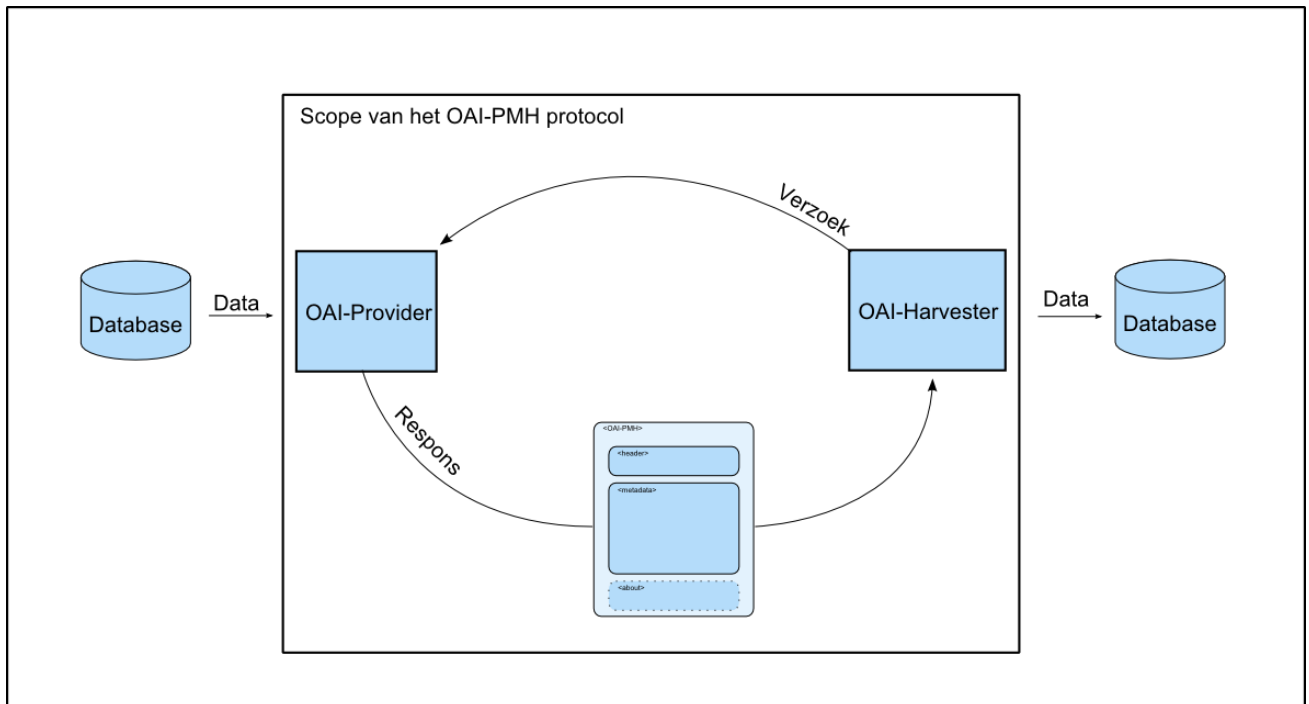 Scope van het OAI-PMH protocol
Verzoek
Database
Data
OAI-Provider
OAI-Harvester
Data
Database
Respons
<OAI-PMH>
<header>
<metadata>
<about>